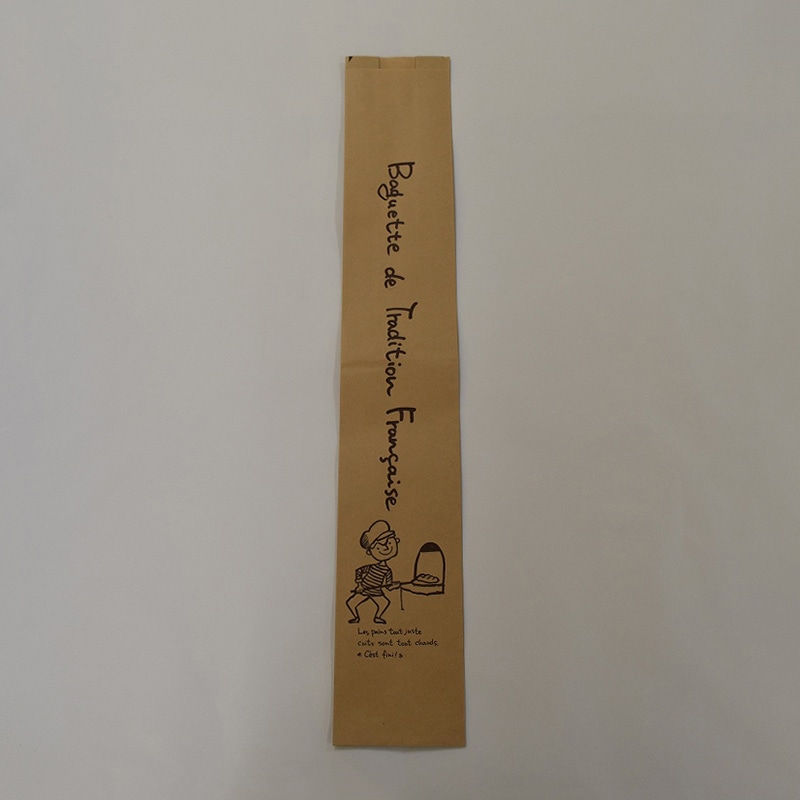 Baguette de Tradition Française
Les pains tout juste
cuits sont tout chauds.
« C'est fini! »